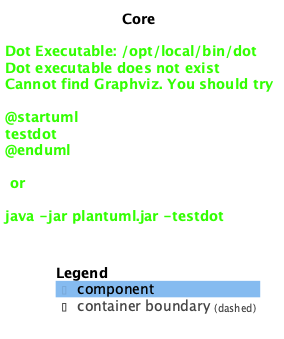 Core
Dot Executable: /opt/local/bin/dot
Dot executable does not exist
Cannot find Graphviz. You should try
@startuml
testdot
@enduml
or
java -jar plantuml.jar -testdot
Legend
▯ component
▯ container boundary (dashed)